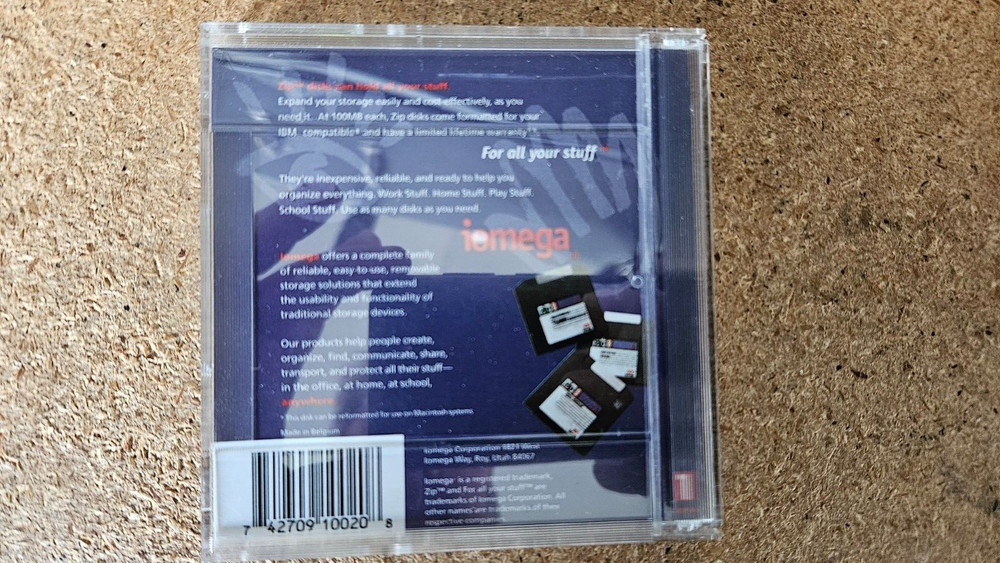 Zip™ disks can hold all your stuff.
Expand your storage easily and cost-effectively, as you
need it. At 100MB each, Zip disks come formatted for your
IBM compatible* and have a limited lifetime warranty**.
For all your stuff™
They're inexpensive, reliable, and ready to help you
organize everything. Work Stuff. Home Stuff. Play Stuff.
School Stuff. Use as many disks as you need.
iomega
Iomega offers a complete family
of reliable, easy-to-use, removable
storage solutions that extend
the usability and functionality of
traditional storage devices.
Our products help people create,
organize, find, communicate, share,
transport, and protect all their stuff—
in the office, at home, at school,
anywhere.
* This disk can be reformatted for use on Macintosh systems
Made in Belgium
Iomega Corporation 1821 West
Iomega Way, Roy, Utah 84067
Iomega is a registered trademark,
Zip™ and For all your stuff™ are
trademarks of Iomega Corporation. All
other names are trademarks of their
respective companies.
7 42709 10020 8